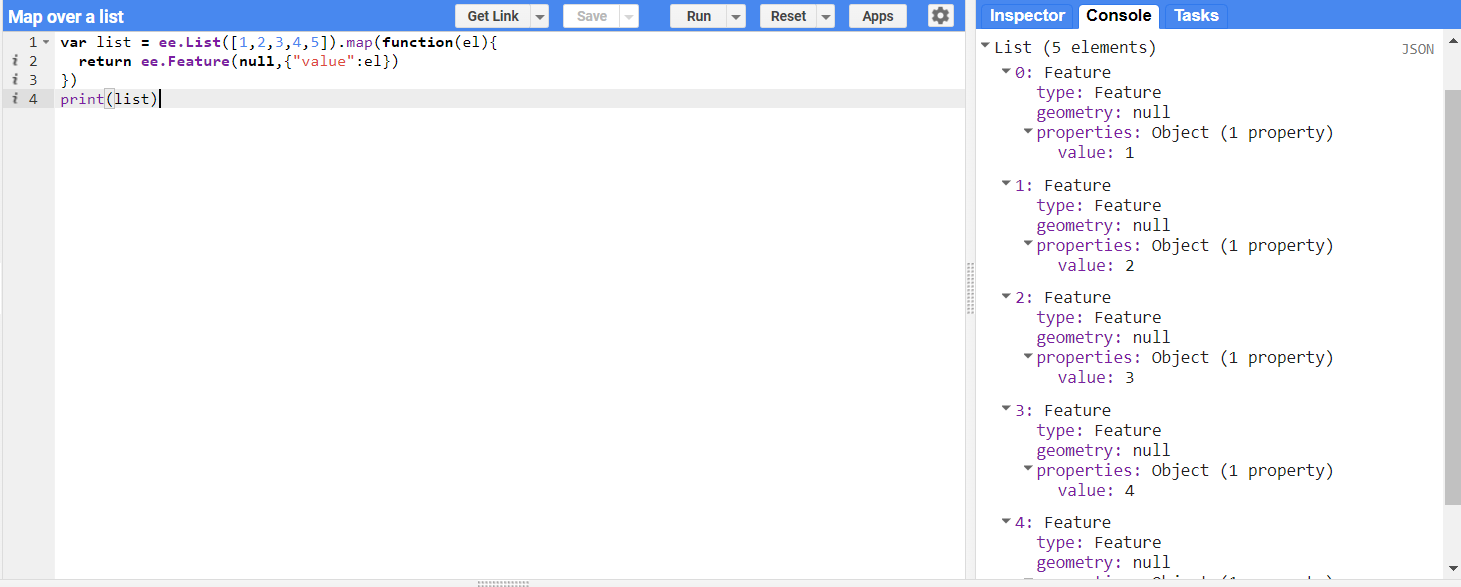 Map over a list
Get Link
Save
Run
Reset
Apps
1 var list = ee.List([1,2,3,4,5]).map(function(el){
i 2   return ee.Feature(null,{"value":el})
i 3 })
i 4 print(list)
Inspector
Console
Tasks
List (5 elements)
JSON
0: Feature
type: Feature
geometry: null
properties: Object (1 property)
value: 1
1: Feature
type: Feature
geometry: null
properties: Object (1 property)
value: 2
2: Feature
type: Feature
geometry: null
properties: Object (1 property)
value: 3
3: Feature
type: Feature
geometry: null
properties: Object (1 property)
value: 4
4: Feature
type: Feature
geometry: null